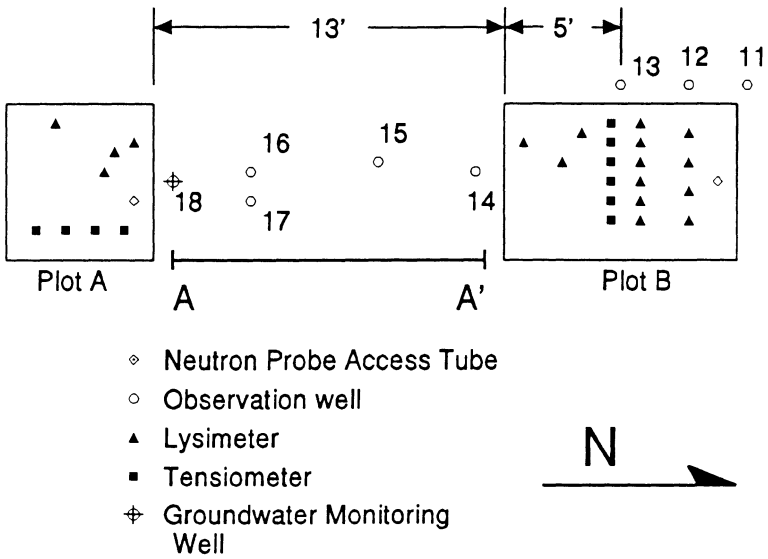 13'
5'
13
12
11
16
15
18
17
14
Plot A
Plot B
A
A'
Neutron Probe Access Tube
Observation well
Lysimeter
Tensiometer
Groundwater Monitoring
Well
N